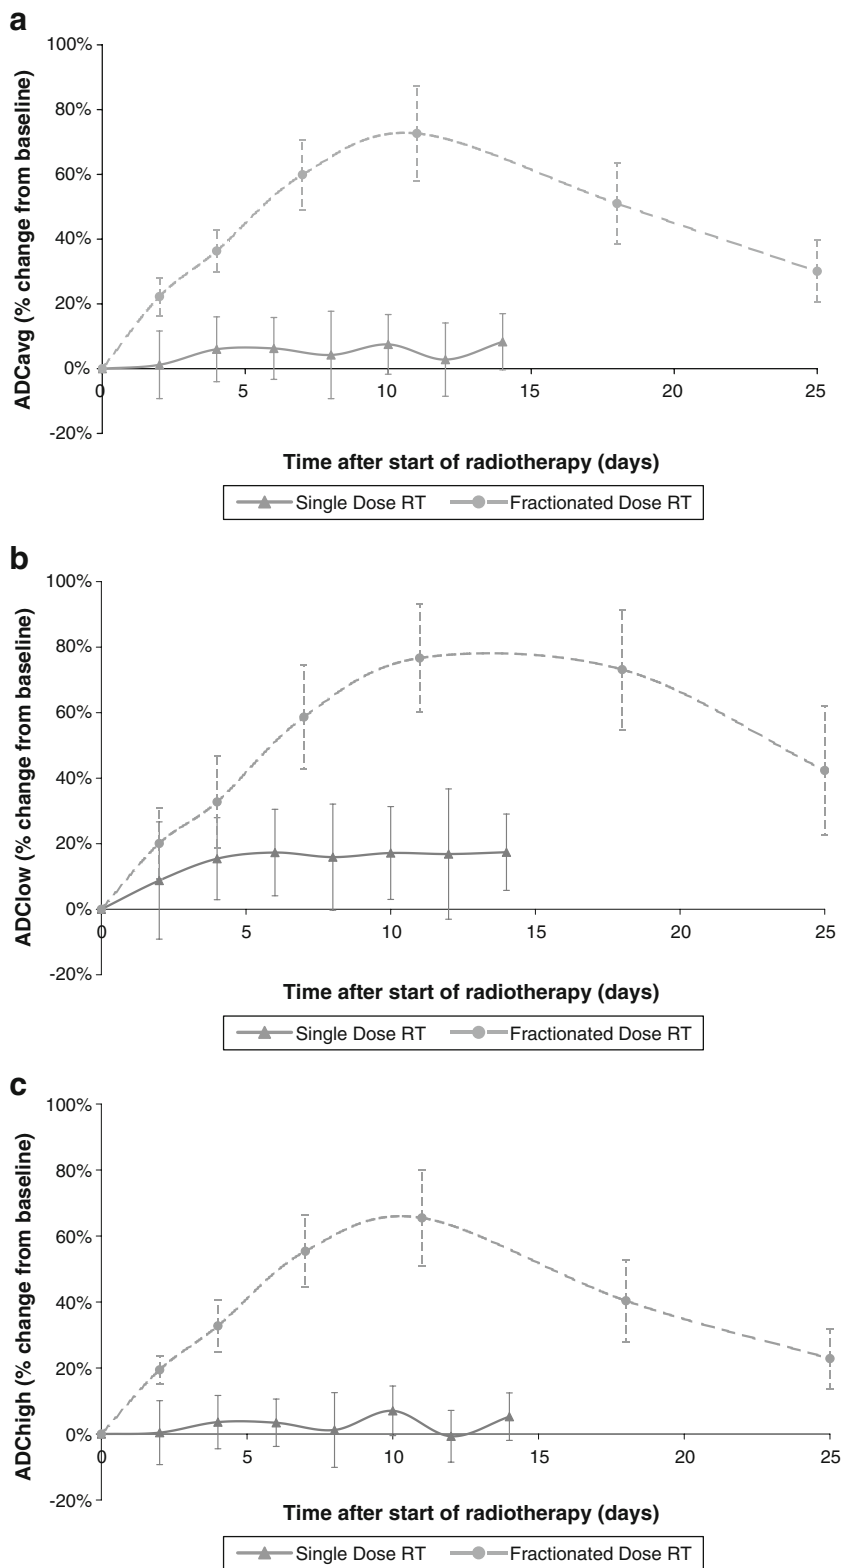 a
100%
80%
60%
40%
20%
0%
-20%
ADCavg (% change from baseline)
0 5 10 15 20 25
Time after start of radiotherapy (days)
Single Dose RT Fractionated Dose RT
b
100%
80%
60%
40%
20%
0%
-20%
ADClow (% change from baseline)
0 5 10 15 20 25
Time after start of radiotherapy (days)
Single Dose RT Fractionated Dose RT
c
100%
80%
60%
40%
20%
0%
-20%
ADChigh (% change from baseline)
0 5 10 15 20 25
Time after start of radiotherapy (days)
Single Dose RT Fractionated Dose RT